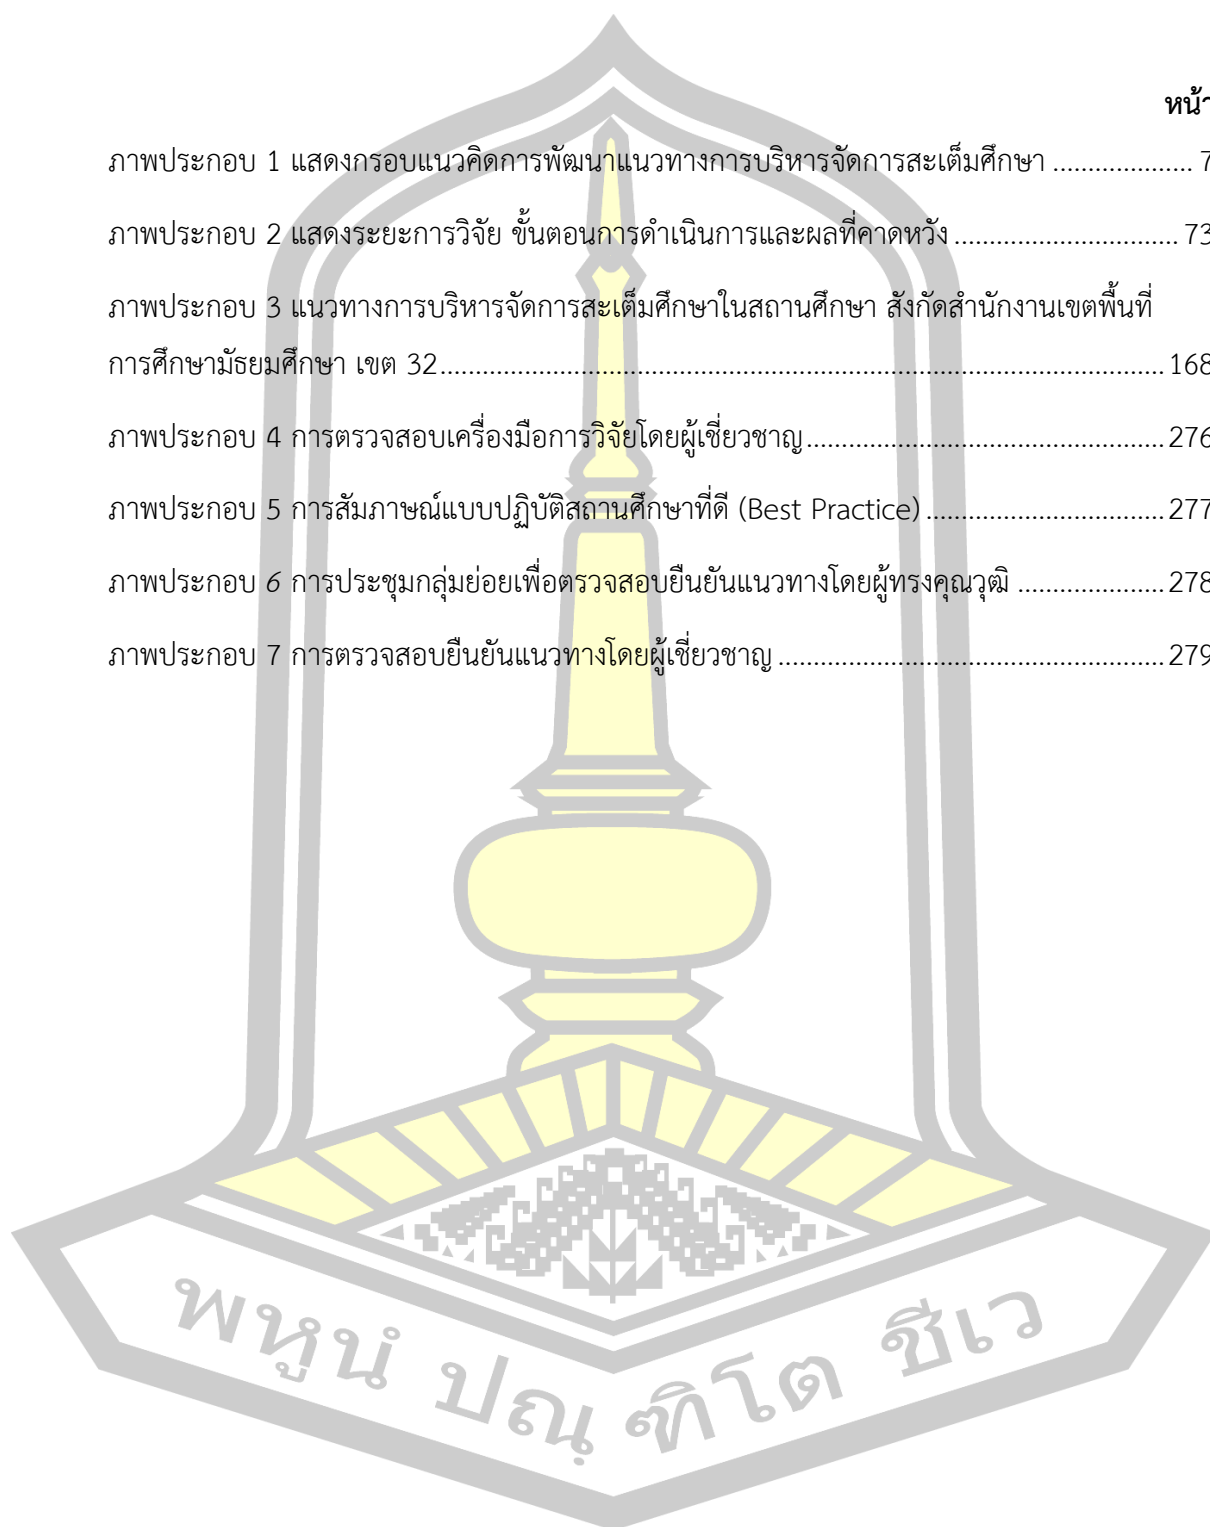 หน้า
ภาพประกอบ 1 แสดงกรอบแนวคิดการพัฒนาแนวทางการบริหารจัดการสะเต็มศึกษา ................... 7
ภาพประกอบ 2 แสดงระยะการวิจัย ขั้นตอนการดำเนินการและผลที่คาดหวัง .............................. 73
ภาพประกอบ 3 แนวทางการบริหารจัดการสะเต็มศึกษาในสถานศึกษา สังกัดสำนักงานเขตพื้นที่
การศึกษามัธยมศึกษา เขต 32................................................................................................. 168
ภาพประกอบ 4 การตรวจสอบเครื่องมือการวิจัยโดยผู้เชี่ยวชาญ ................................................ 276
ภาพประกอบ 5 การสัมภาษณ์แบบปฏิบัติสถานศึกษาที่ดี (Best Practice) ................................ 277
ภาพประกอบ 6 การประชุมกลุ่มย่อยเพื่อตรวจสอบยืนยันแนวทางโดยผู้ทรงคุณวุฒิ .................... 278
ภาพประกอบ 7 การตรวจสอบยืนยันแนวทางโดยผู้เชี่ยวชาญ .................................................... 279
พหูนํ ปณฺฑิโต ชีเว